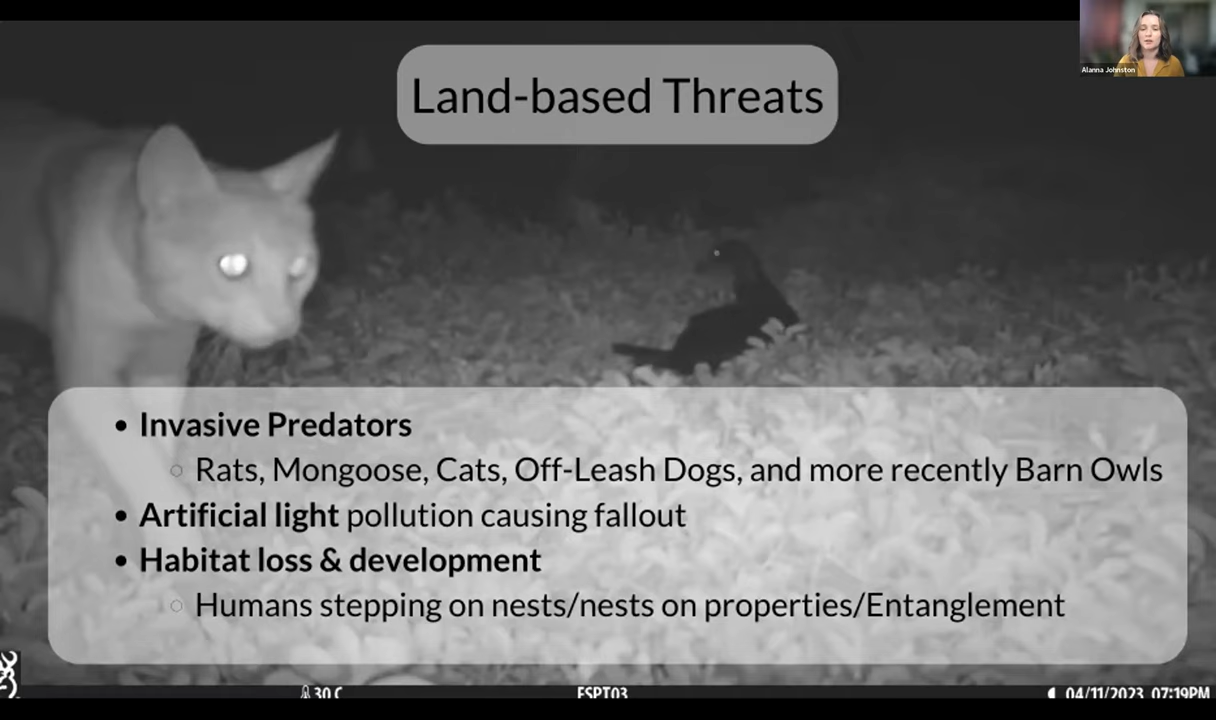 Alanna Johnston
Land-based Threats
• Invasive Predators
Rats, Mongoose, Cats, Off-Leash Dogs, and more recently Barn Owls
• Artificial light pollution causing fallout
• Habitat loss & development
Humans stepping on nests/nests on properties/Entanglement
30 C
ESPT03
04/11/2023 07:19PM